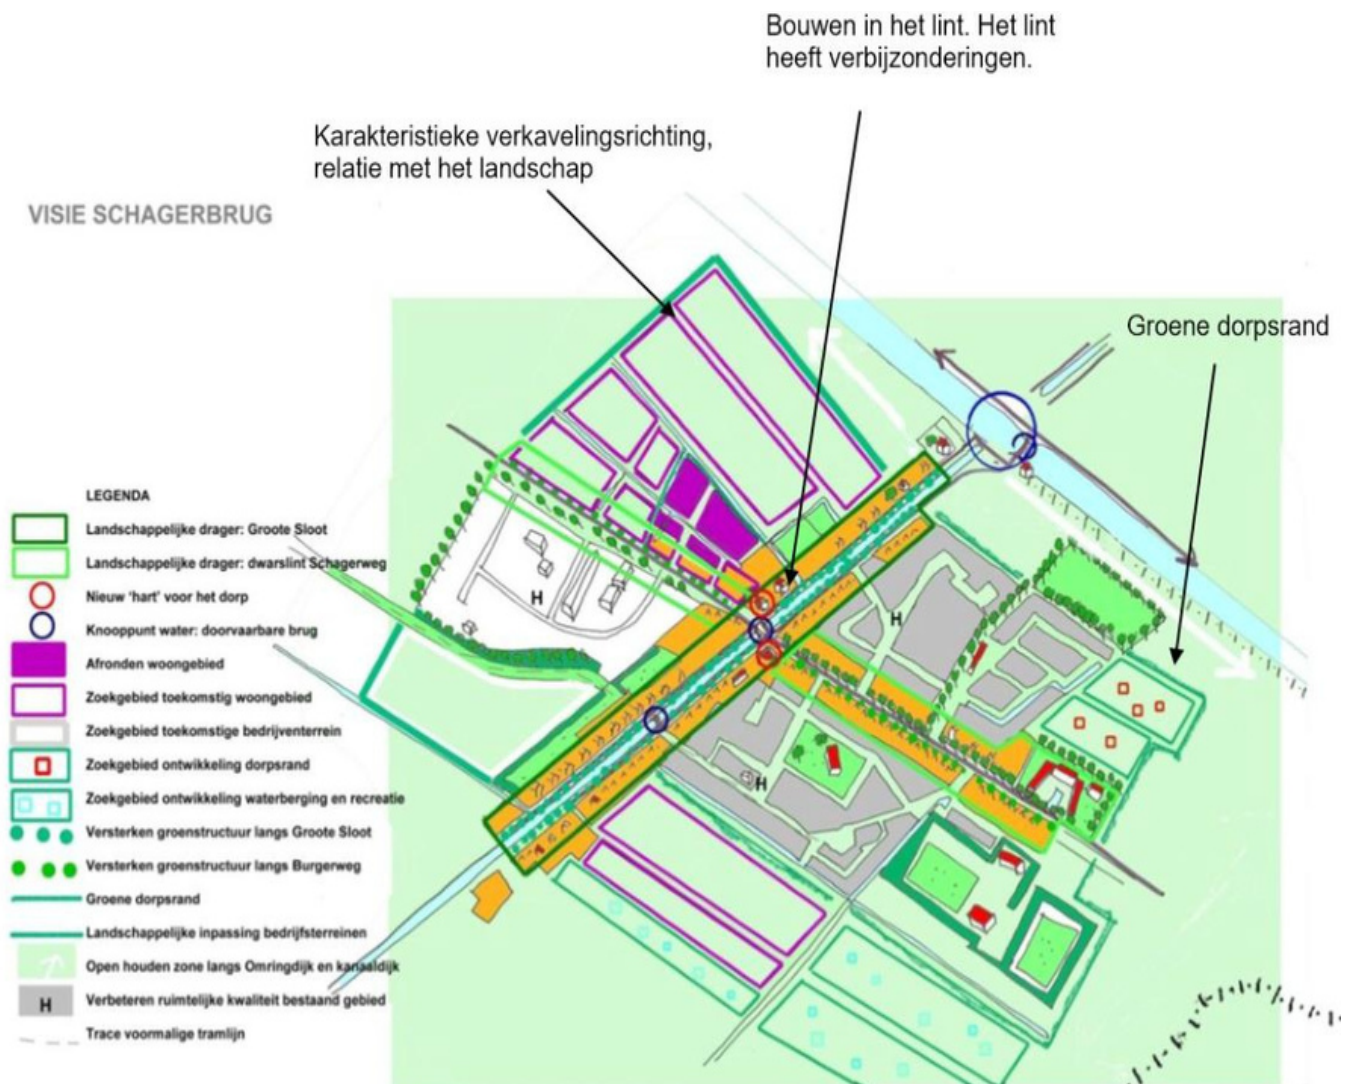 Bouwen in het lint. Het lint
heeft verbijzonderingen.
Karakteristieke verkavelingsrichting,
relatie met het landschap
VISIE SCHAGERBRUG
Groene dorpsrand
LEGENDA
Landschappelijke drager: Groote Sloot
Landschappelijke drager: dwarslint Schagerweg
Nieuw 'hart' voor het dorp
Knooppunt water: doorvaarbare brug
Afronden woongebied
Zoekgebied toekomstig woongebied
Zoekgebied toekomstige bedrijventerrein
Zoekgebied ontwikkeling dorpsrand
Zoekgebied ontwikkeling waterberging en recreatie
Versterken groenstructuur langs Groote Sloot
Versterken groenstructuur langs Burgerweg
Groene dorpsrand
Landschappelijke inpassing bedrijfsterreinen
Open houden zone langs Omringdijk en kanaaldijk
H Verbeteren ruimtelijke kwaliteit bestaand gebied
Trace voormalige tramlijn
H
H
H